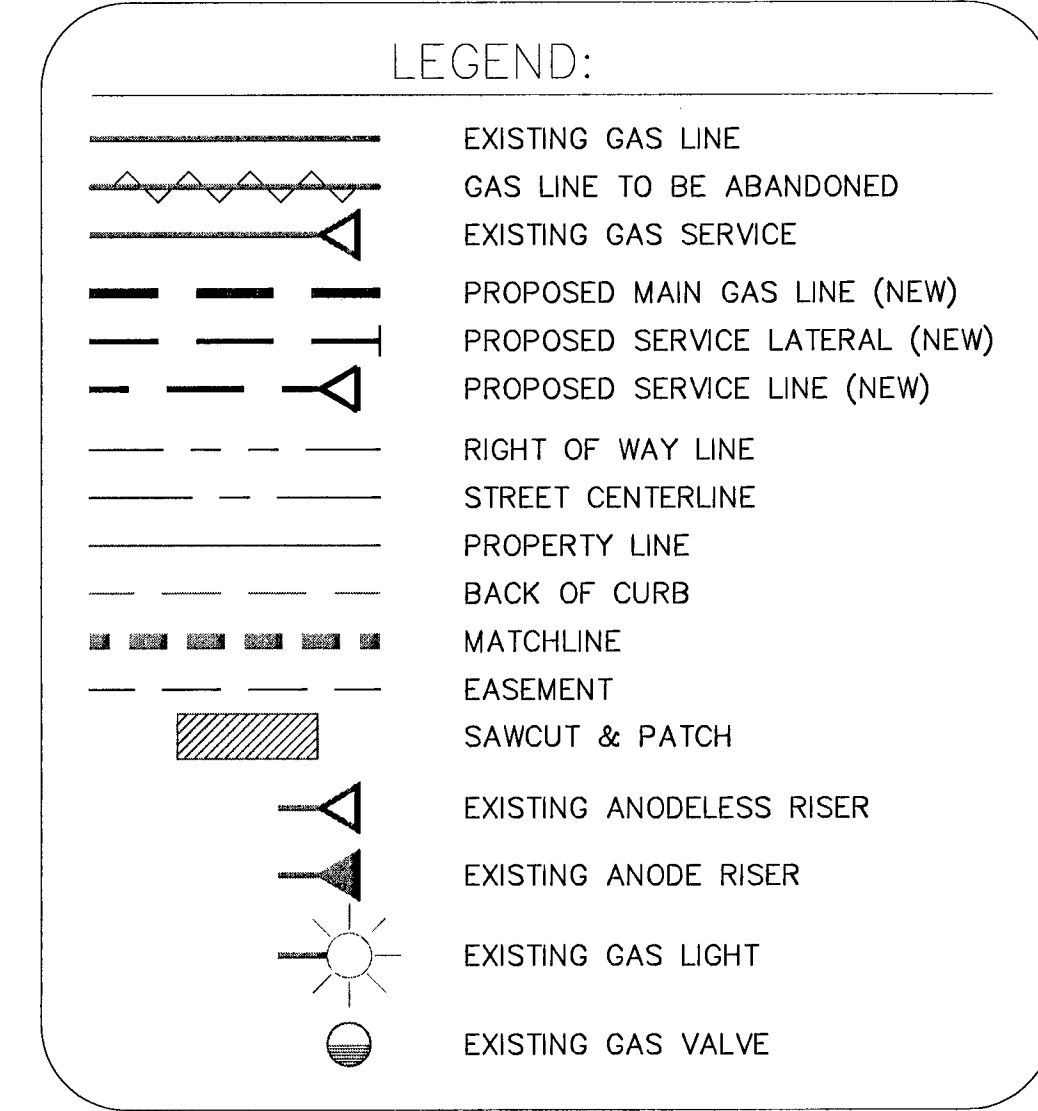 LEGEND:
EXISTING GAS LINE
GAS LINE TO BE ABANDONED
EXISTING GAS SERVICE
PROPOSED MAIN GAS LINE (NEW)
PROPOSED SERVICE LATERAL (NEW)
PROPOSED SERVICE LINE (NEW)
RIGHT OF WAY LINE
STREET CENTERLINE
PROPERTY LINE
BACK OF CURB
MATCHLINE
EASEMENT
SAWCUT & PATCH
EXISTING ANODELESS RISER
EXISTING ANODE RISER
EXISTING GAS LIGHT
EXISTING GAS VALVE